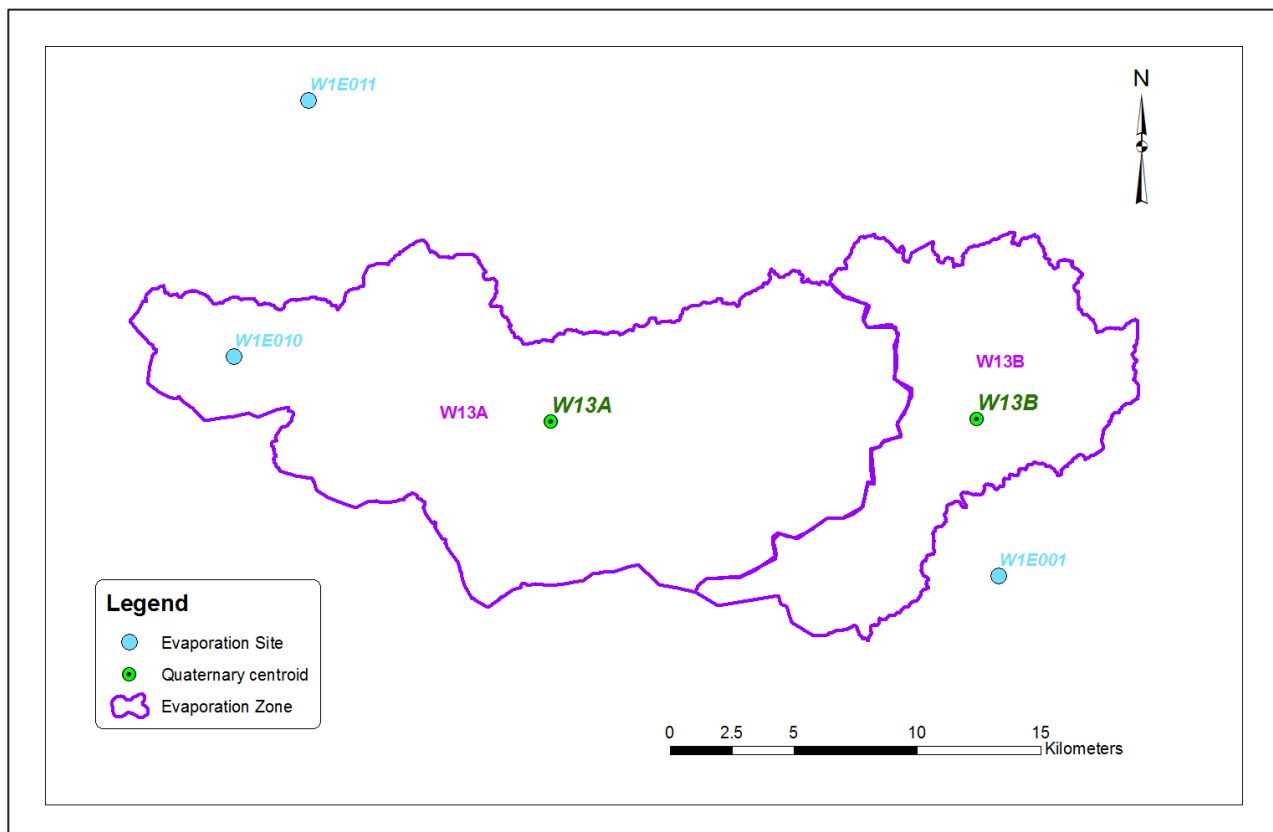 W1E011
N
W1E010
W13B
W13A
W13A
W13B
W1E001
Legend
Evaporation Site
Quaternary centroid
Evaporation Zone
0 2.5 5 10 15
Kilometers